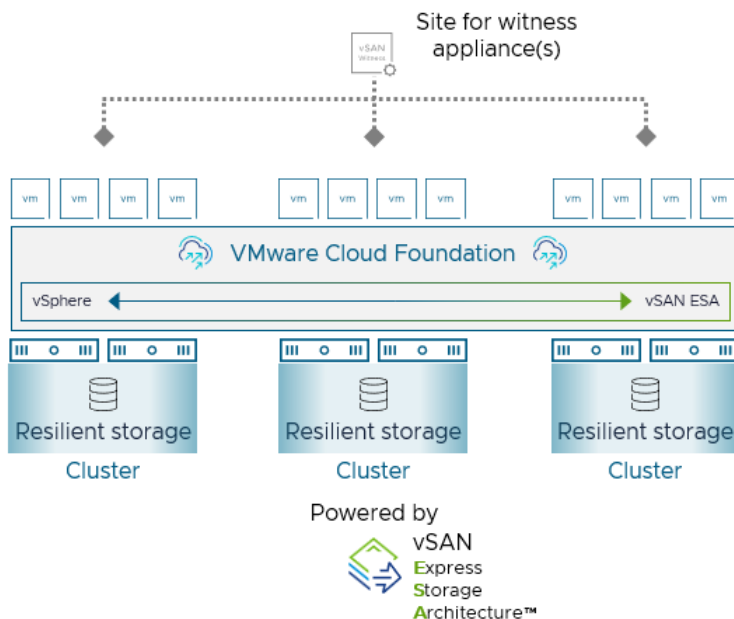 Site for witness
appliance(s)
vSAN
Witness
vm vm vm vm vm vm vm vm vm vm vm vm
VMware Cloud Foundation
vSphere vSAN ESA
Resilient storage Resilient storage Resilient storage
Cluster Cluster Cluster
Powered by
vSAN
Express
Storage
Architecture™